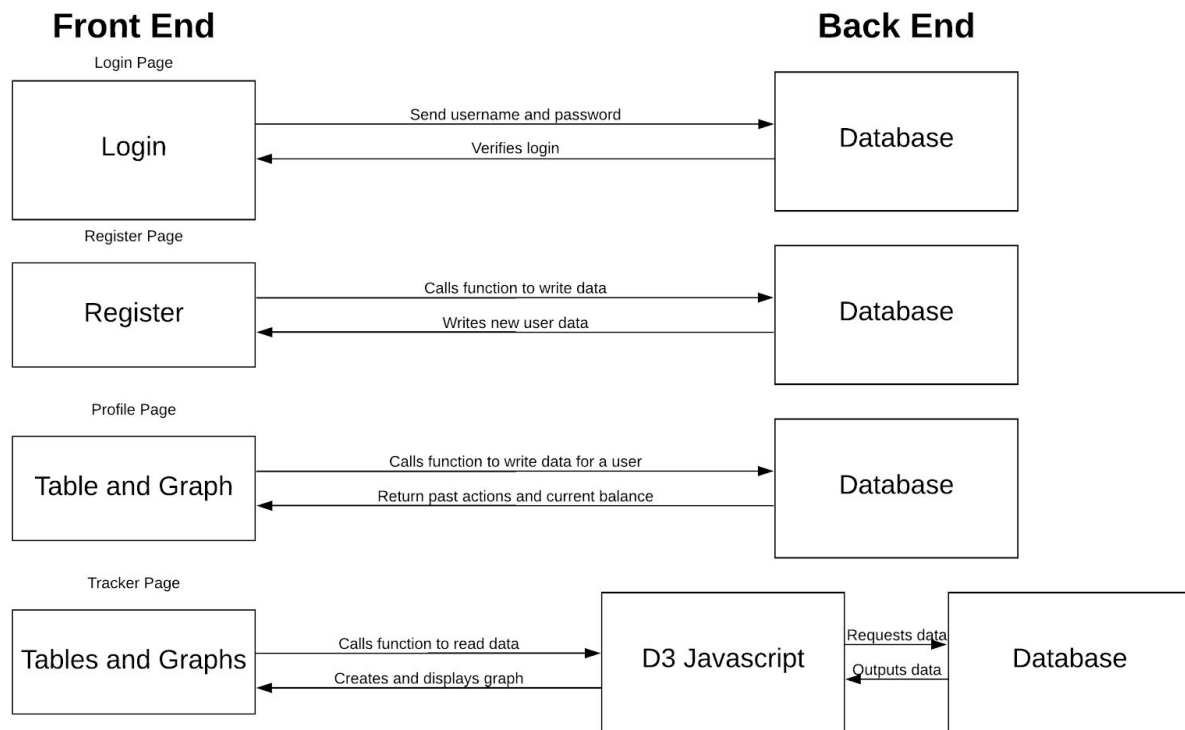 Front End
Back End
Login Page
Login
Send username and password
Verifies login
Database
Register Page
Register
Calls function to write data
Writes new user data
Database
Profile Page
Table and Graph
Calls function to write data for a user
Return past actions and current balance
Database
Tracker Page
Tables and Graphs
Calls function to read data
Creates and displays graph
D3 Javascript
Requests data
Outputs data
Database